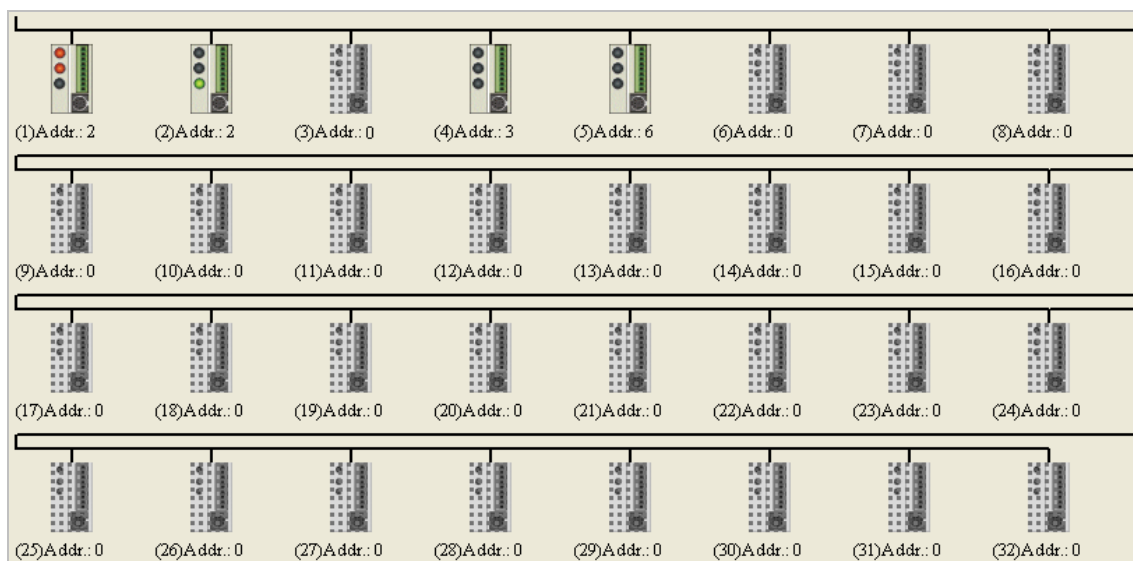 (1)Addr.: 2 (2)Addr.: 2 (3)Addr.: 0 (4)Addr.: 3 (5)Addr.: 6 (6)Addr.: 0 (7)Addr.: 0 (8)Addr.: 0
(9)Addr.: 0 (10)Addr.: 0 (11)Addr.: 0 (12)Addr.: 0 (13)Addr.: 0 (14)Addr.: 0 (15)Addr.: 0 (16)Addr.: 0
(17)Addr.: 0 (18)Addr.: 0 (19)Addr.: 0 (20)Addr.: 0 (21)Addr.: 0 (22)Addr.: 0 (23)Addr.: 0 (24)Addr.: 0
(25)Addr.: 0 (26)Addr.: 0 (27)Addr.: 0 (28)Addr.: 0 (29)Addr.: 0 (30)Addr.: 0 (31)Addr.: 0 (32)Addr.: 0